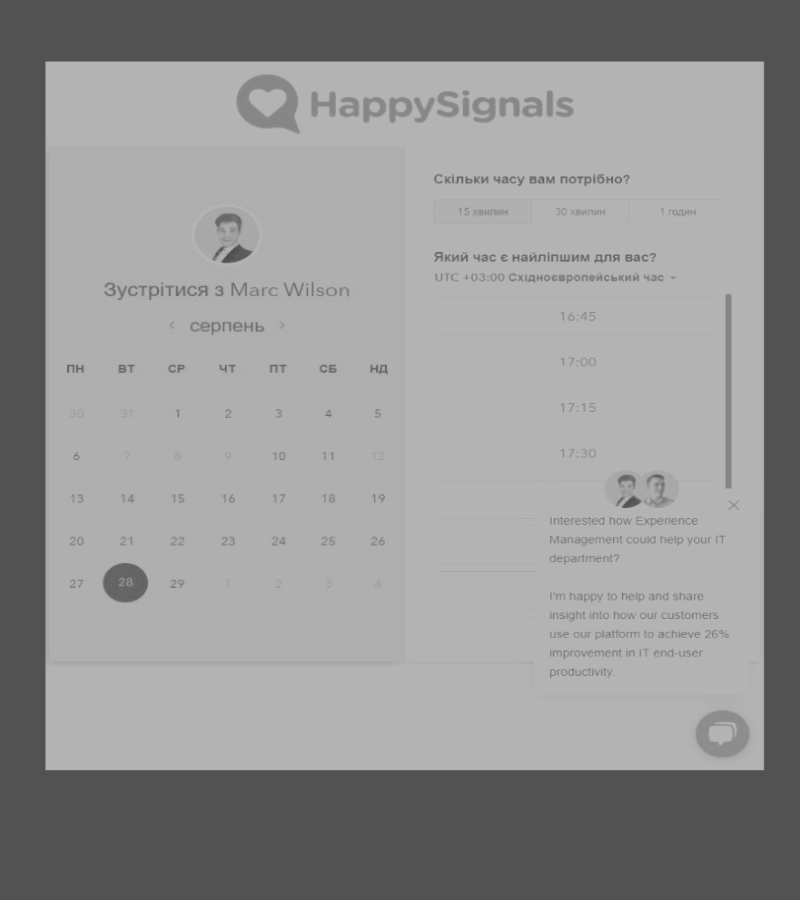 HappySignals
Зустрітися з Marc Wilson
серпень
ПН ВТ СР ЧТ ПТ СБ НД
30 31 1 2 3 4 5
6 7 8 9 10 11 12
13 14 15 16 17 18 19
20 21 22 23 24 25 26
27 28 29 1 2 3 4
Скільки часу вам потрібно?
15 хвилин 30 хвилин 1 годин
Який час є найліпшим для вас?
UTC +03:00 Східноєвропейський час
16:45
17:00
17:15
17:30
Interested how Experience
Management could help your IT
department?
I'm happy to help and share
insight into how our customers
use our platform to achieve 26%
improvement in IT end-user
productivity.